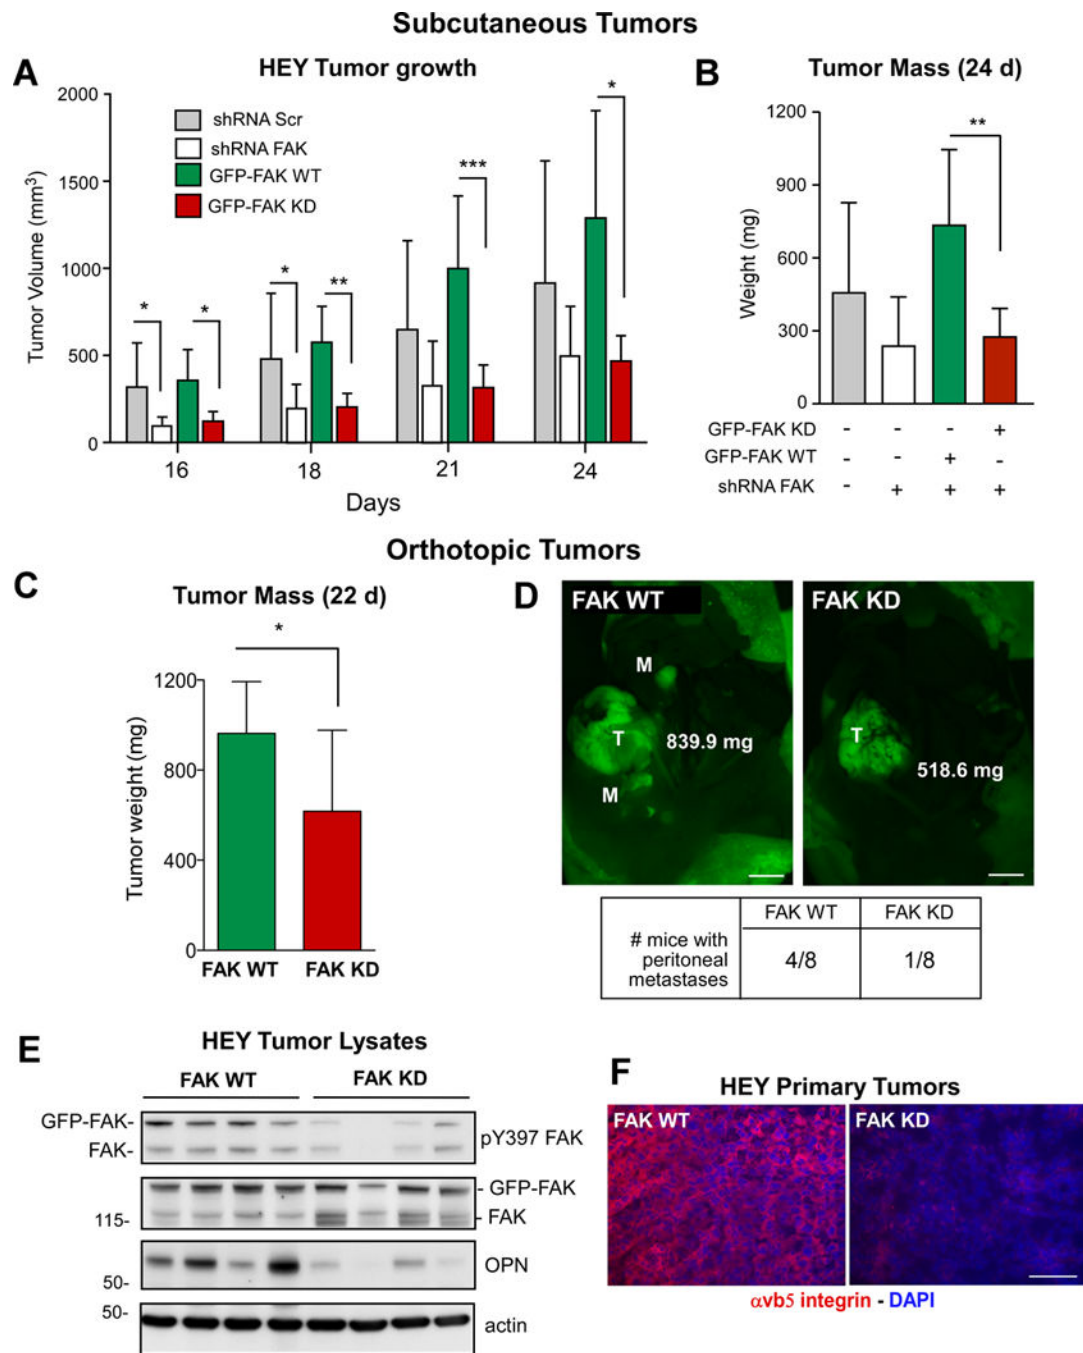 Subcutaneous Tumors
A
HEY Tumor growth
Tumor Volume (mm³)
2000
1500
1000
500
0
shRNA Scr
shRNA FAK
GFP-FAK WT
GFP-FAK KD
* * * ** *** *
16 18 21 24
Days
B
Tumor Mass (24 d)
Weight (mg)
1200
900
600
300
0
**
GFP-FAK KD - - - +
GFP-FAK WT - - + -
shRNA FAK - + + +
Orthotopic Tumors
C
Tumor Mass (22 d)
*
Tumor weight (mg)
1200
800
400
0
FAK WT FAK KD
D
FAK WT
M
T
839.9 mg
M
FAK KD
T
518.6 mg
FAK WT FAK KD
# mice with
peritoneal
metastases
4/8 1/8
E
HEY Tumor Lysates
FAK WT FAK KD
GFP-FAK-
FAK-
pY397 FAK
- GFP-FAK
115- - FAK
OPN
50-
50-
actin
F
HEY Primary Tumors
FAK WT FAK KD
αvb5 integrin - DAPI